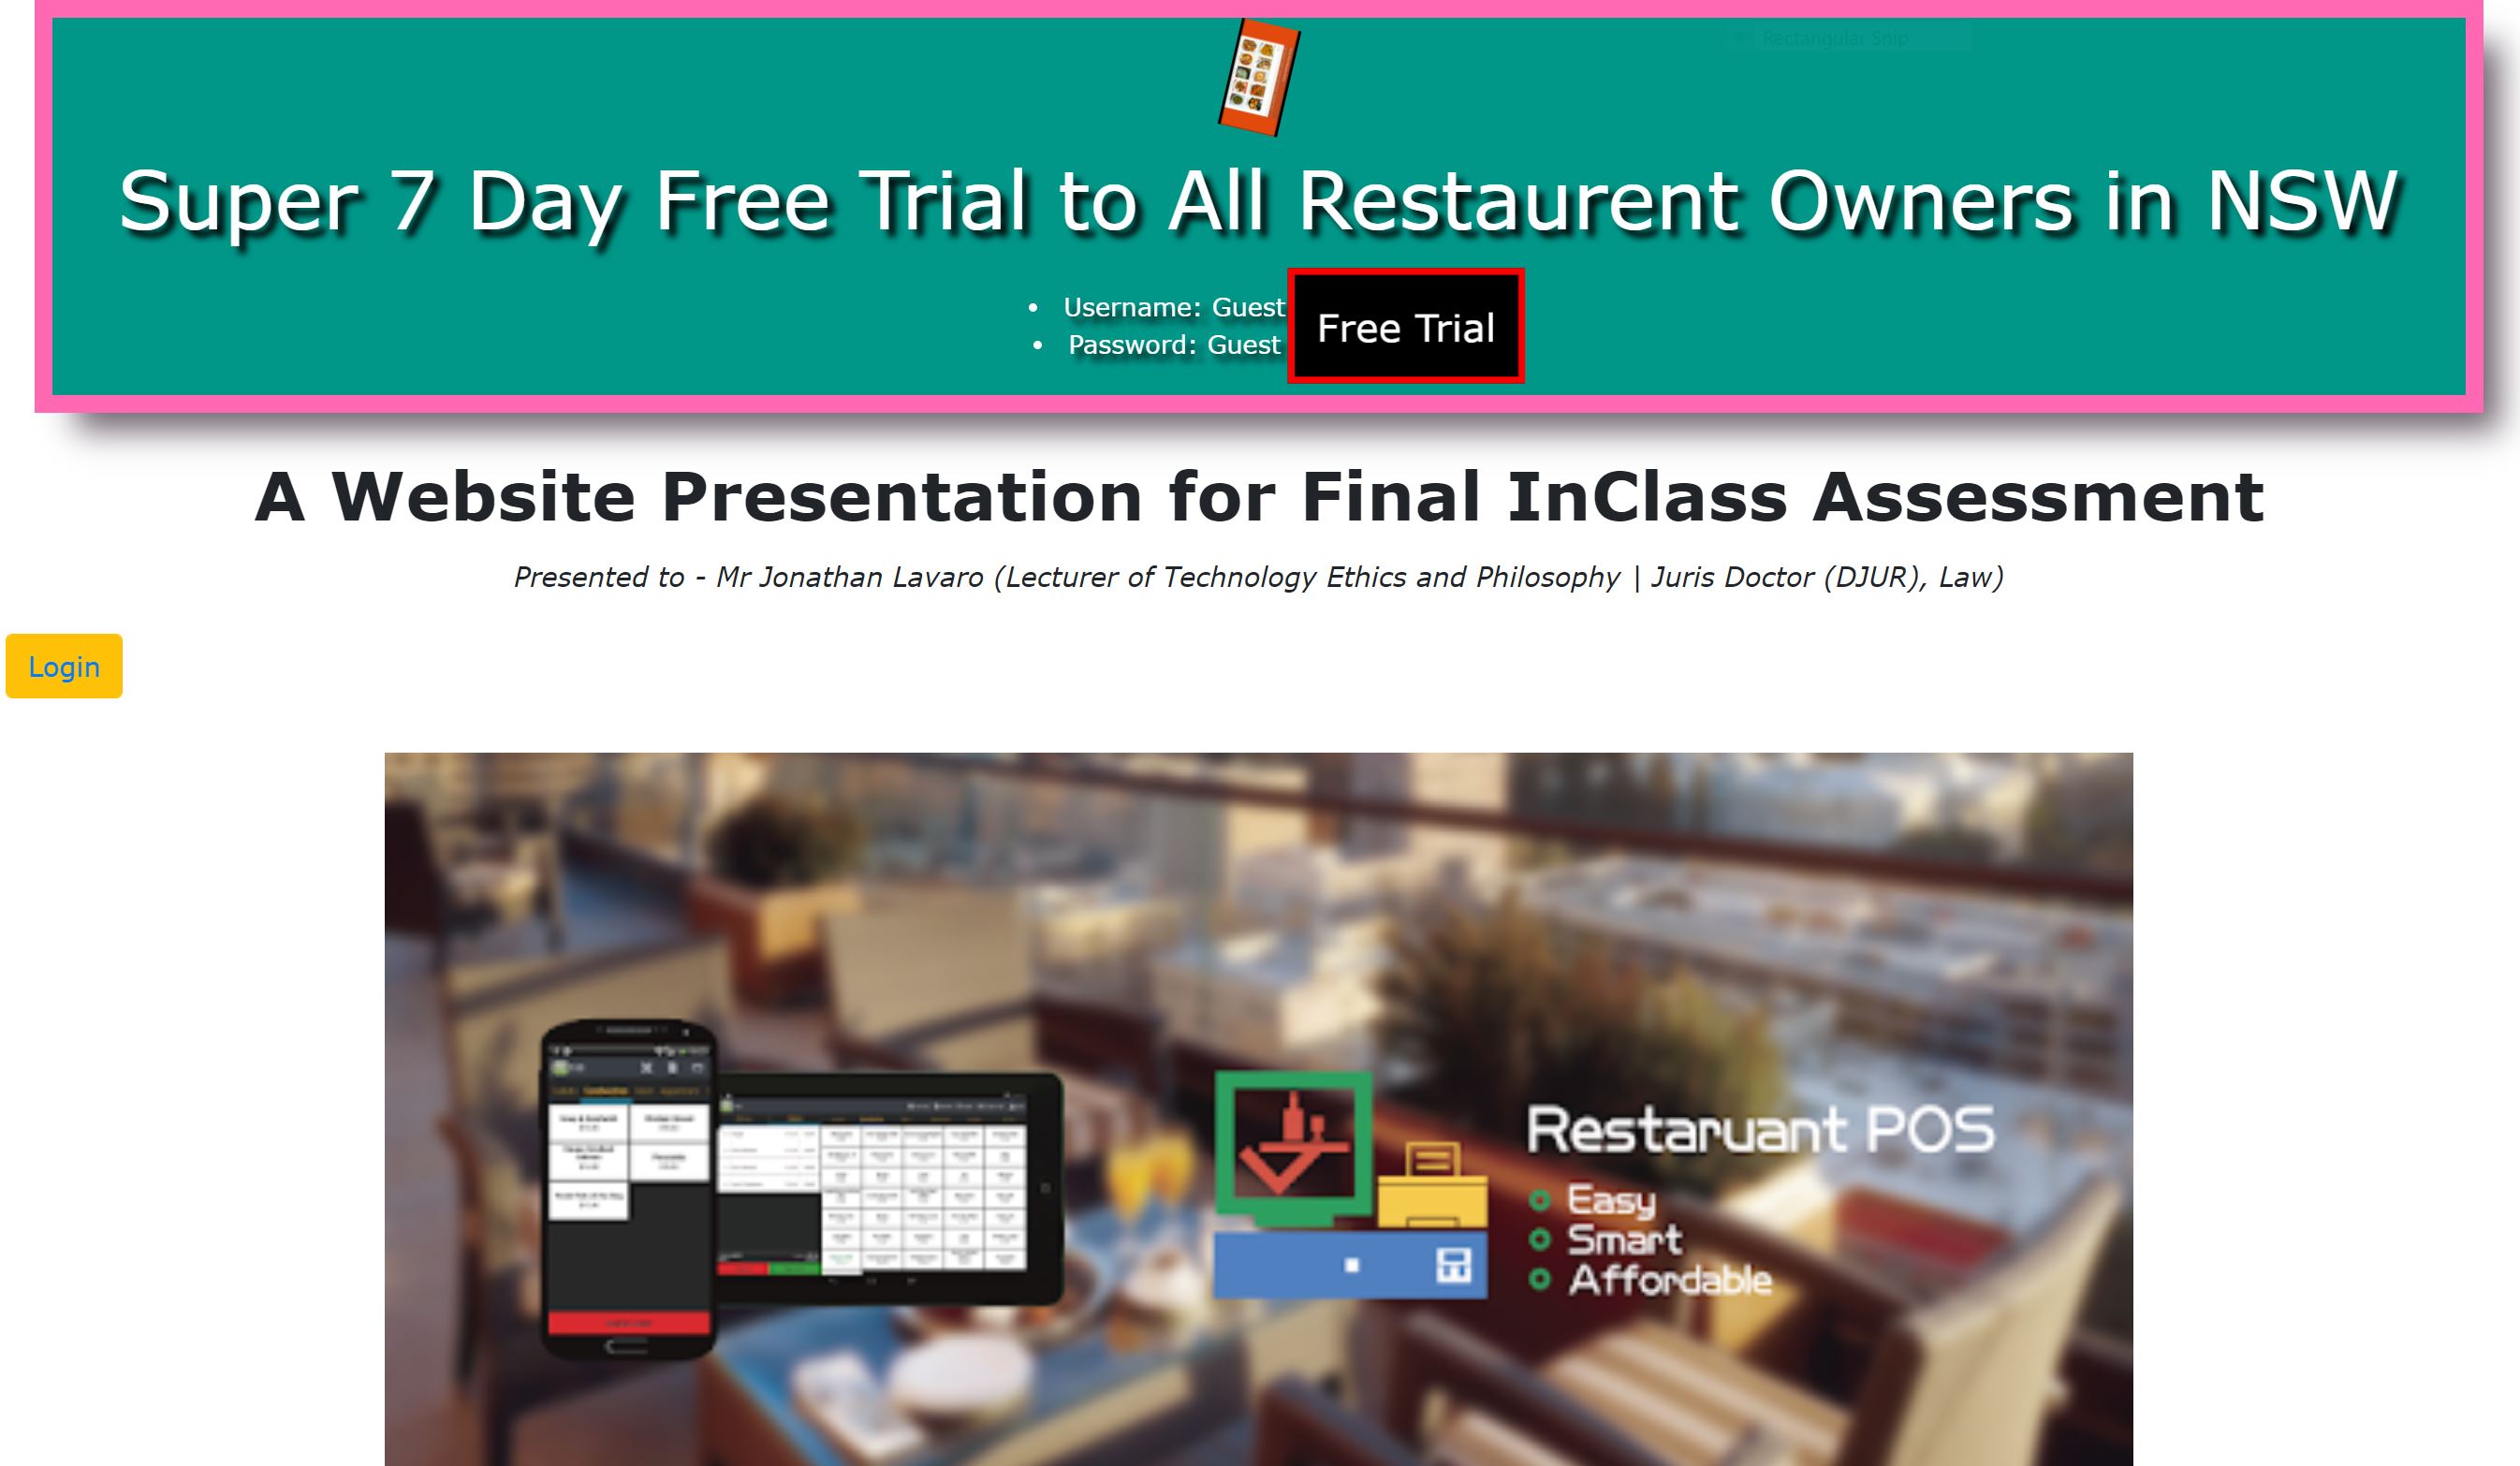 Rectangular Snip
Super 7 Day Free Trial to All Restaurent Owners in NSW
• Username: Guest
• Password: Guest
Free Trial
A Website Presentation for Final InClass Assessment
Presented to - Mr Jonathan Lavaro (Lecturer of Technology Ethics and Philosophy | Juris Doctor (DJUR), Law)
Login
Restaruant POS
Easy
Smart
Affordable